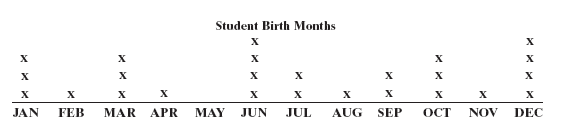 Student Birth Months
X X
X X X X X
X X X X X X X
X X X X X X X X X X X
JAN FEB MAR APR MAY JUN JUL AUG SEP OCT NOV DEC